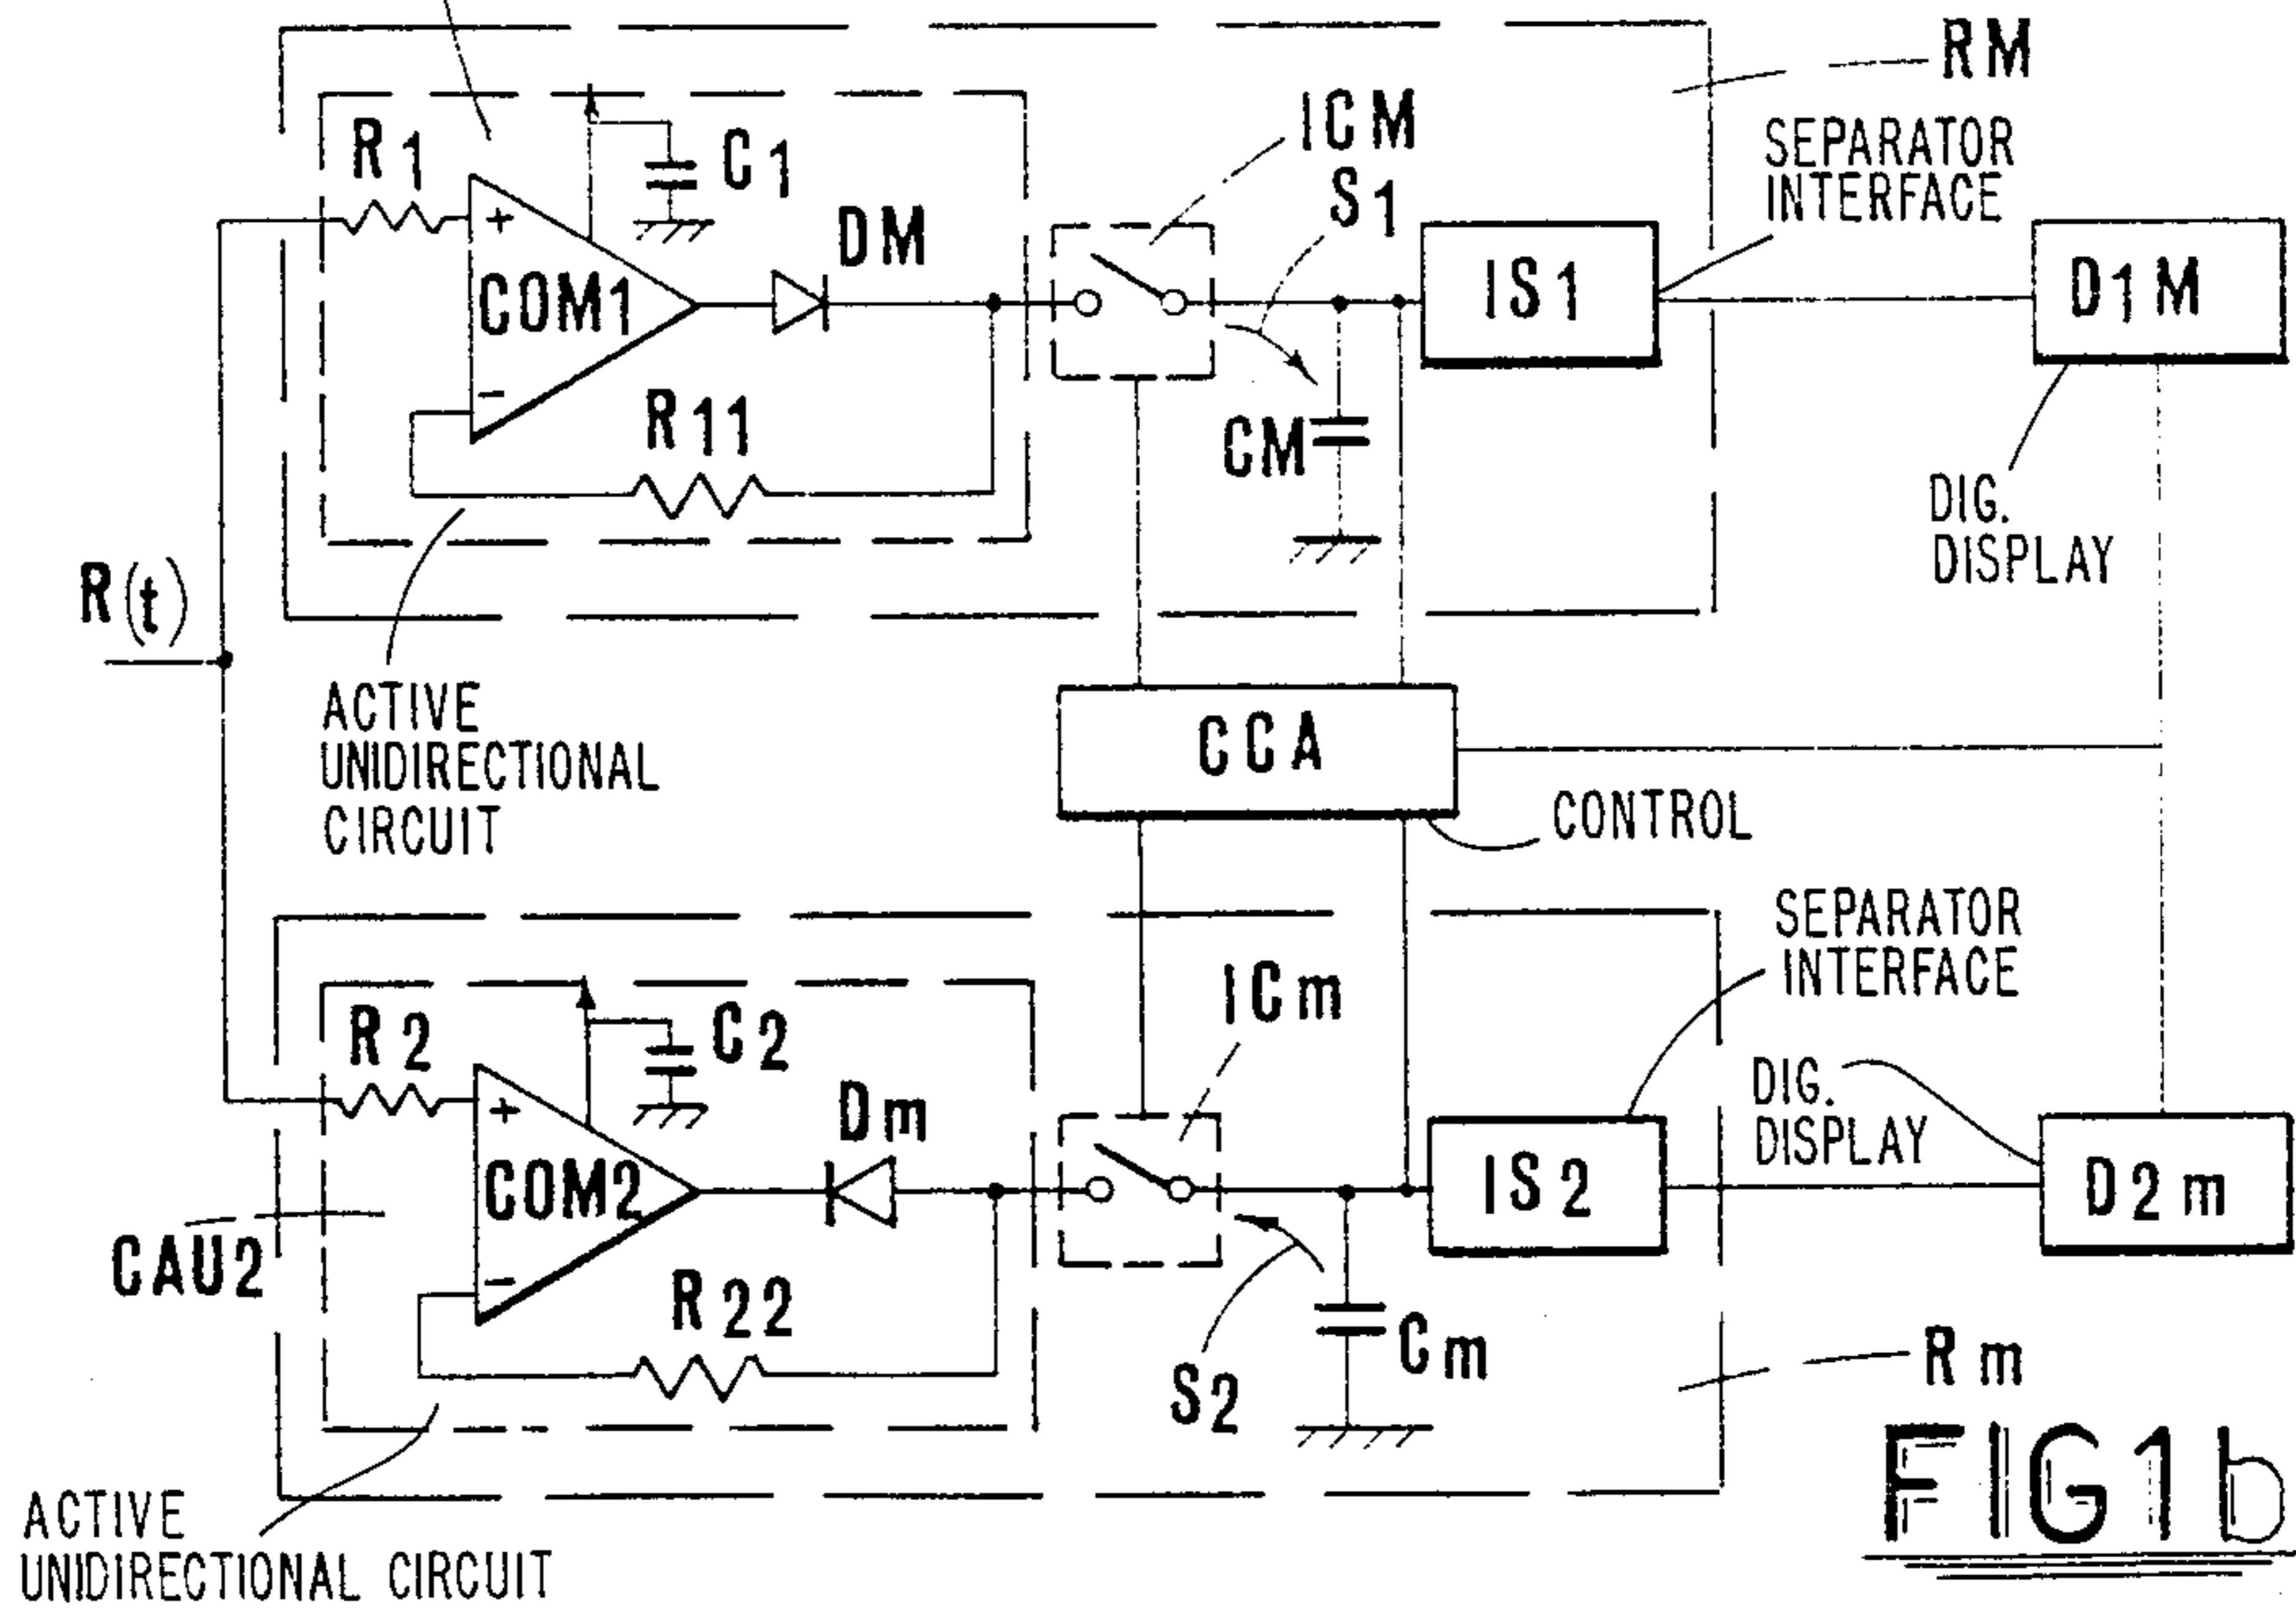 RM
ICM
SEPARATOR
INTERFACE
R1
C1
S1
+
DM
COM1
IS1
D1M
-
R11
CM
DIG.
DISPLAY
R(t)
ACTIVE
UNIDIRECTIONAL
CIRCUIT
CCA
CONTROL
SEPARATOR
INTERFACE
ICm
R2
C2
+
Dm
DIG.
DISPLAY
COM2
IS2
D2m
CAU2
-
R22
Cm
S2
Rm
ACTIVE
UNIDIRECTIONAL CIRCUIT
FIG1b